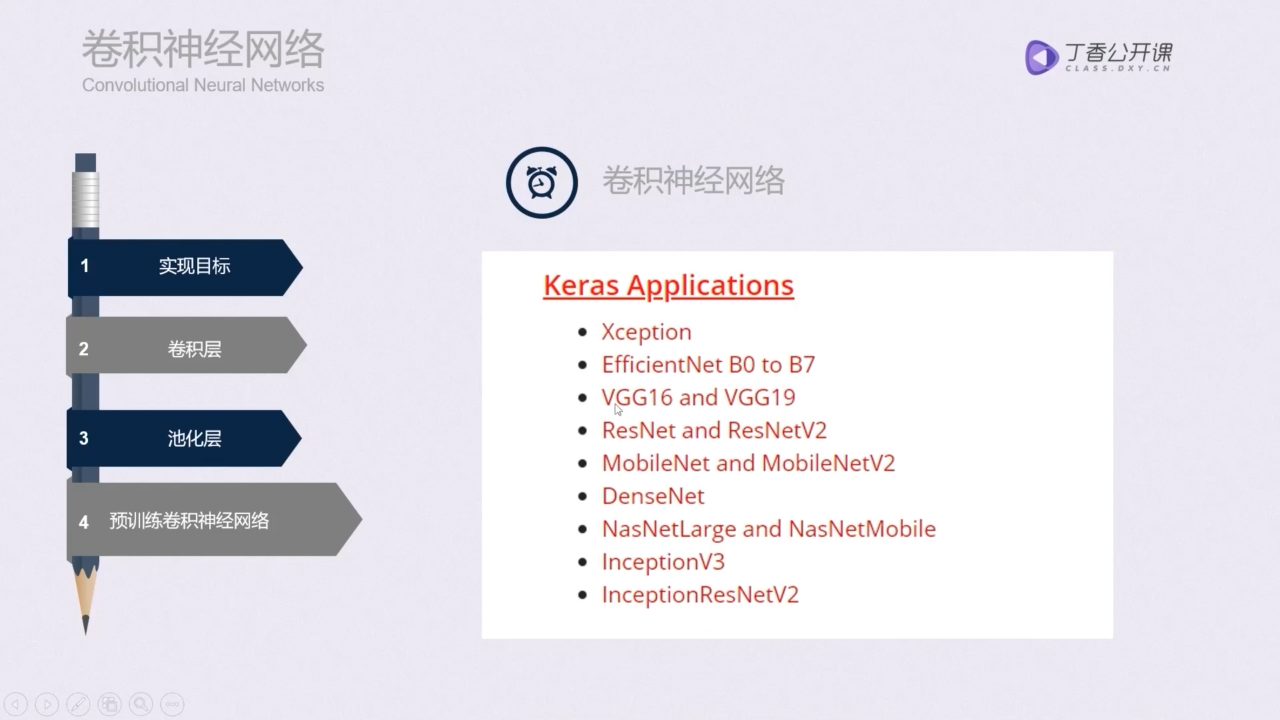 卷积神经网络
Convolutional Neural Networks
丁香公开课
CLASS.DXY.CN
1 实现目标
2 卷积层
3 池化层
4 预训练卷积神经网络
卷积神经网络
Keras Applications
Xception
EfficientNet B0 to B7
VGG16 and VGG19
ResNet and ResNetV2
MobileNet and MobileNetV2
DenseNet
NasNetLarge and NasNetMobile
InceptionV3
InceptionResNetV2